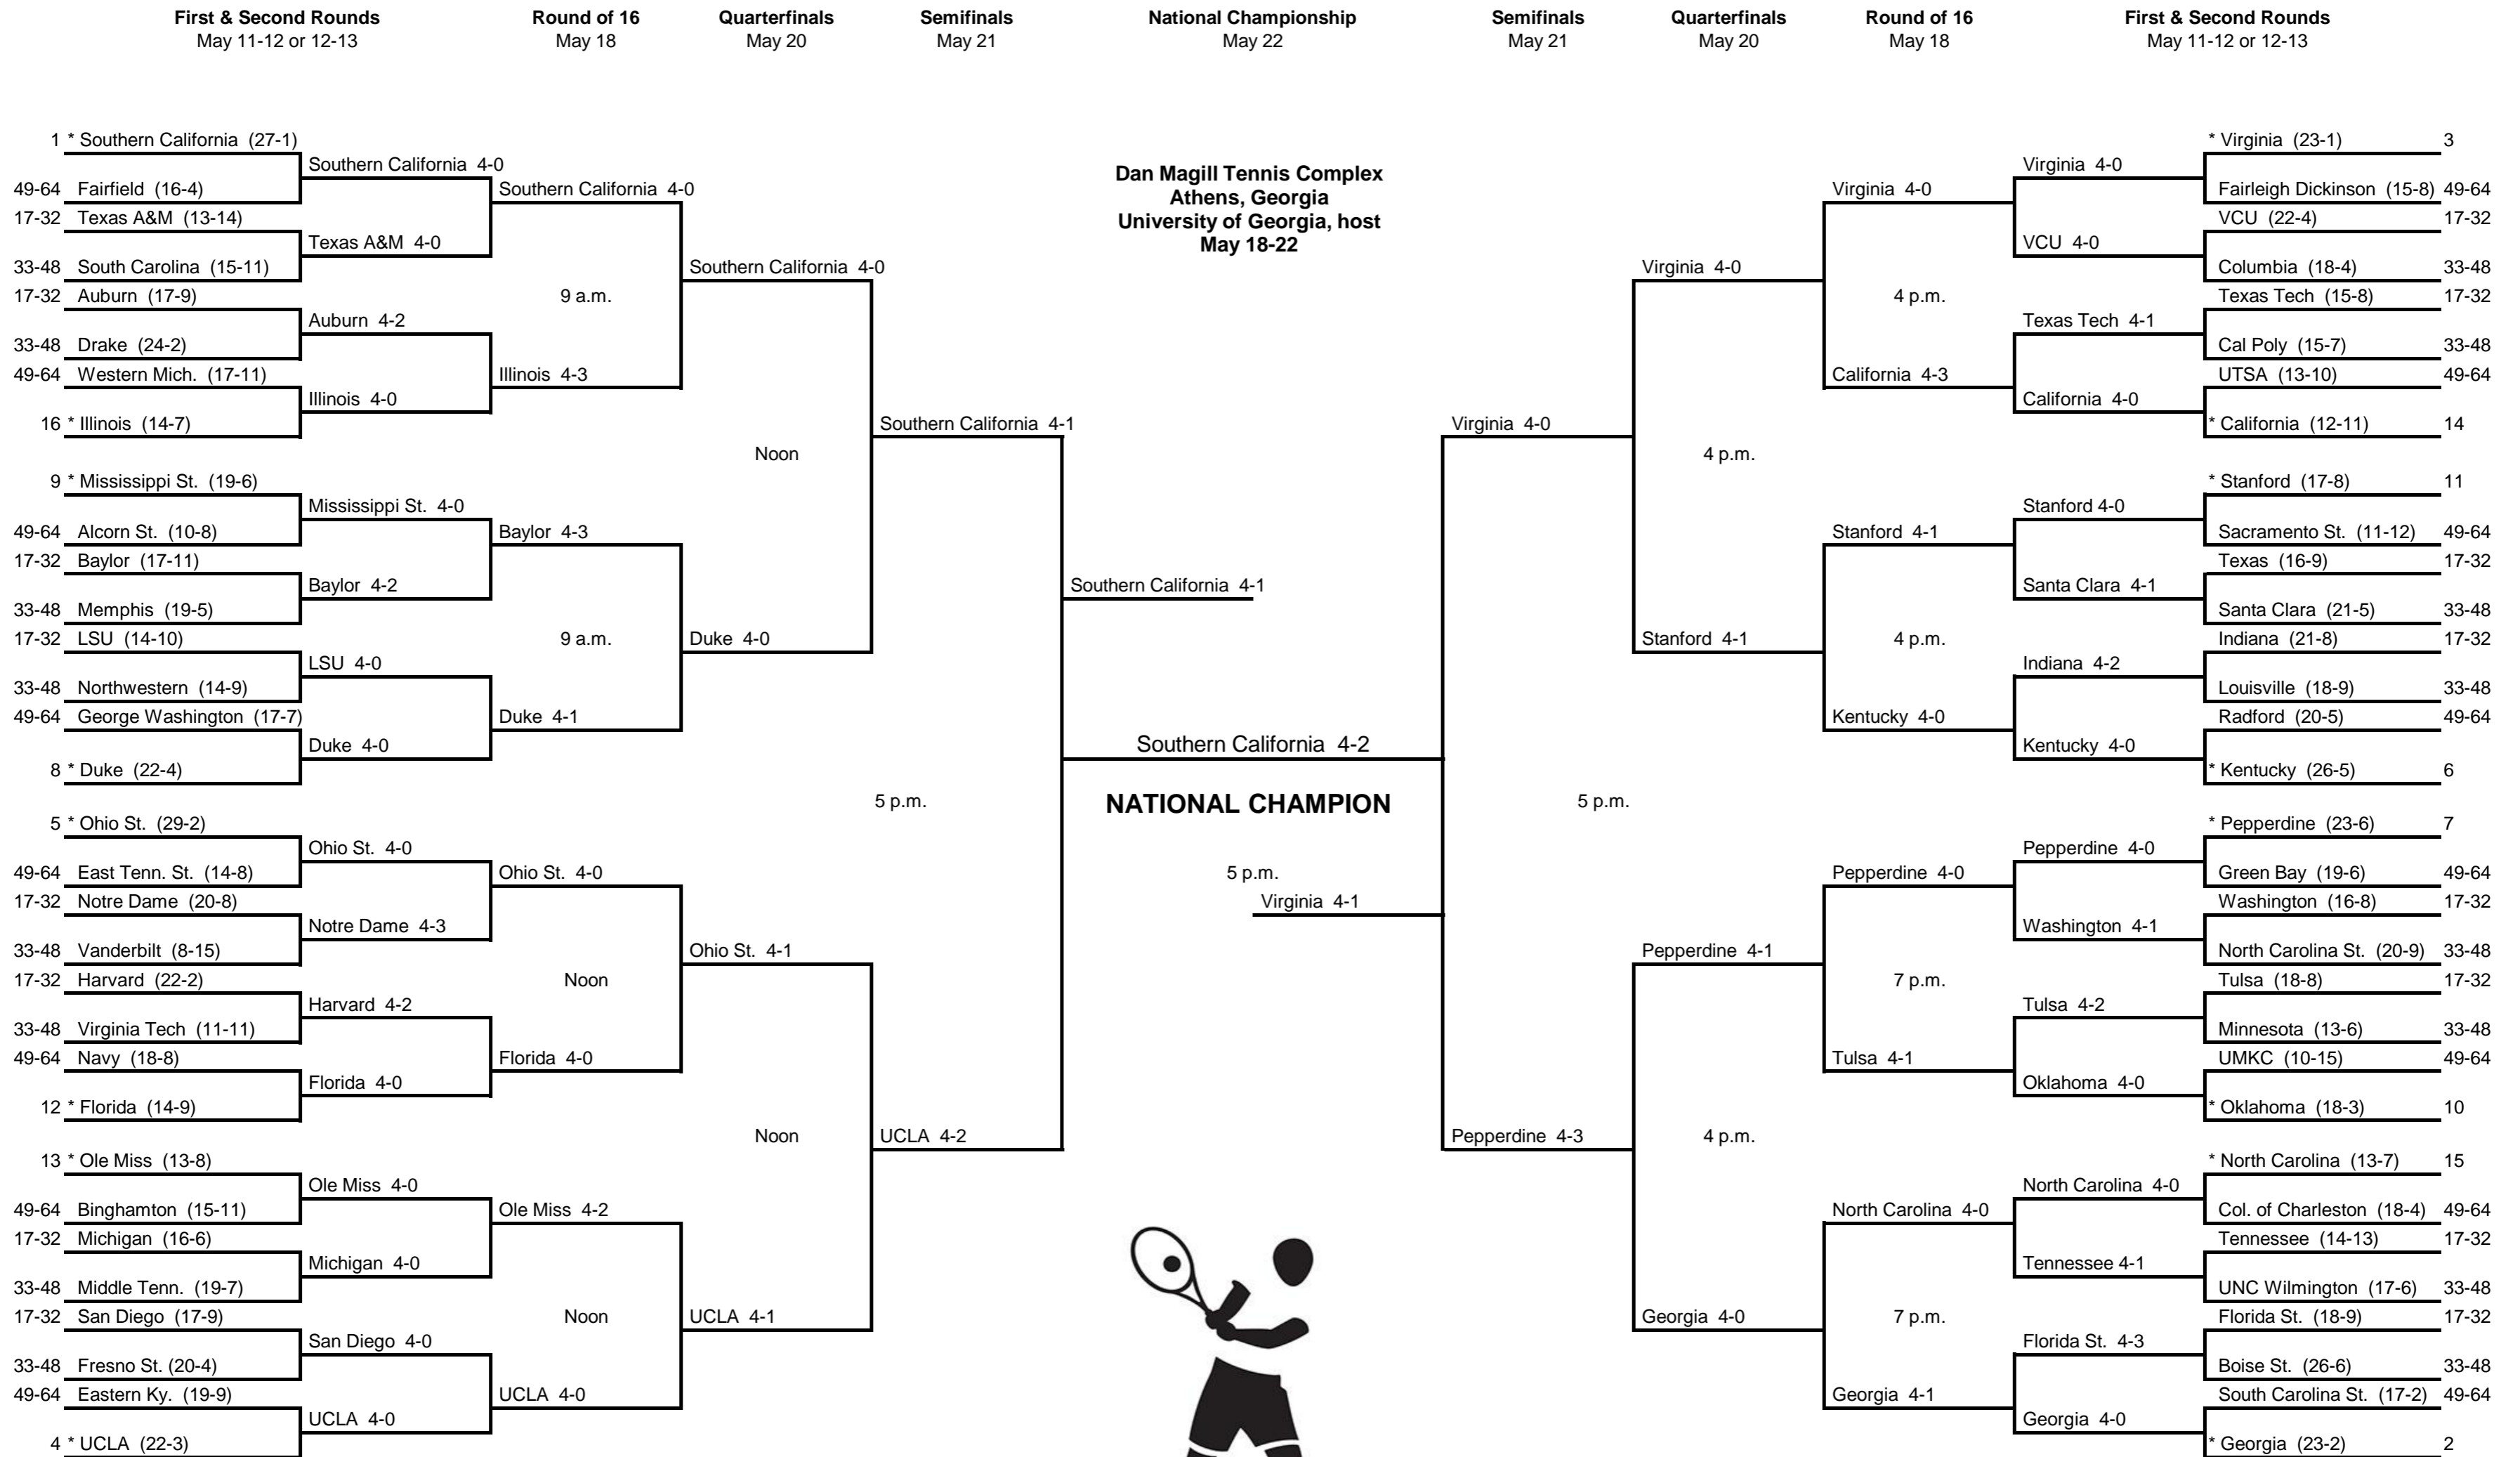 First & Second Rounds
May 11-12 or 12-13
Round of 16
May 18
Quarterfinals
May 20
Semifinals
May 21
National Championship
May 22
Semifinals
May 21
Quarterfinals
May 20
Round of 16
May 18
First & Second Rounds
May 11-12 or 12-13
Dan Magill Tennis Complex
Athens, Georgia
University of Georgia, host
May 18-22
1 * Southern California (27-1)
49-64 Fairfield (16-4)
17-32 Texas A&M (13-14)
33-48 South Carolina (15-11)
17-32 Auburn (17-9)
33-48 Drake (24-2)
49-64 Western Mich. (17-11)
16 * Illinois (14-7)
9 * Mississippi St. (19-6)
49-64 Alcorn St. (10-8)
17-32 Baylor (17-11)
33-48 Memphis (19-5)
17-32 LSU (14-10)
33-48 Northwestern (14-9)
49-64 George Washington (17-7)
8 * Duke (22-4)
5 * Ohio St. (29-2)
49-64 East Tenn. St. (14-8)
17-32 Notre Dame (20-8)
33-48 Vanderbilt (8-15)
17-32 Harvard (22-2)
33-48 Virginia Tech (11-11)
49-64 Navy (18-8)
12 * Florida (14-9)
13 * Ole Miss (13-8)
49-64 Binghamton (15-11)
17-32 Michigan (16-6)
33-48 Middle Tenn. (19-7)
17-32 San Diego (17-9)
33-48 Fresno St. (20-4)
49-64 Eastern Ky. (19-9)
4 * UCLA (22-3)
Southern California 4-0
Texas A&M 4-0
Auburn 4-2
Illinois 4-0
Mississippi St. 4-0
Baylor 4-2
LSU 4-0
Duke 4-0
Ohio St. 4-0
Notre Dame 4-3
Harvard 4-2
Florida 4-0
Ole Miss 4-0
Michigan 4-0
San Diego 4-0
UCLA 4-0
Southern California 4-0
9 a.m.
Illinois 4-3
Baylor 4-3
9 a.m.
Duke 4-1
Ohio St. 4-0
Noon
Florida 4-0
Ole Miss 4-2
Noon
UCLA 4-0
Southern California 4-0
Noon
Duke 4-0
Ohio St. 4-1
Noon
UCLA 4-1
Southern California 4-1
5 p.m.
UCLA 4-2
Southern California 4-1
Southern California 4-2
NATIONAL CHAMPION
5 p.m.
Virginia 4-1
Virginia 4-0
5 p.m.
Pepperdine 4-3
Virginia 4-0
4 p.m.
Stanford 4-1
Pepperdine 4-1
4 p.m.
Georgia 4-0
Virginia 4-0
4 p.m.
California 4-3
Stanford 4-1
4 p.m.
Kentucky 4-0
Pepperdine 4-0
7 p.m.
Tulsa 4-1
North Carolina 4-0
7 p.m.
Georgia 4-1
Virginia 4-0
VCU 4-0
Texas Tech 4-1
California 4-0
Stanford 4-0
Santa Clara 4-1
Indiana 4-2
Kentucky 4-0
Pepperdine 4-0
Washington 4-1
Tulsa 4-2
Oklahoma 4-0
North Carolina 4-0
Tennessee 4-1
Florida St. 4-3
Georgia 4-0
* Virginia (23-1) 3
Fairleigh Dickinson (15-8) 49-64
VCU (22-4) 17-32
Columbia (18-4) 33-48
Texas Tech (15-8) 17-32
Cal Poly (15-7) 33-48
UTSA (13-10) 49-64
* California (12-11) 14
* Stanford (17-8) 11
Sacramento St. (11-12) 49-64
Texas (16-9) 17-32
Santa Clara (21-5) 33-48
Indiana (21-8) 17-32
Louisville (18-9) 33-48
Radford (20-5) 49-64
* Kentucky (26-5) 6
* Pepperdine (23-6) 7
Green Bay (19-6) 49-64
Washington (16-8) 17-32
North Carolina St. (20-9) 33-48
Tulsa (18-8) 17-32
Minnesota (13-6) 33-48
UMKC (10-15) 49-64
* Oklahoma (18-3) 10
* North Carolina (13-7) 15
Col. of Charleston (18-4) 49-64
Tennessee (14-13) 17-32
UNC Wilmington (17-6) 33-48
Florida St. (18-9) 17-32
Boise St. (26-6) 33-48
South Carolina St. (17-2) 49-64
* Georgia (23-2) 2